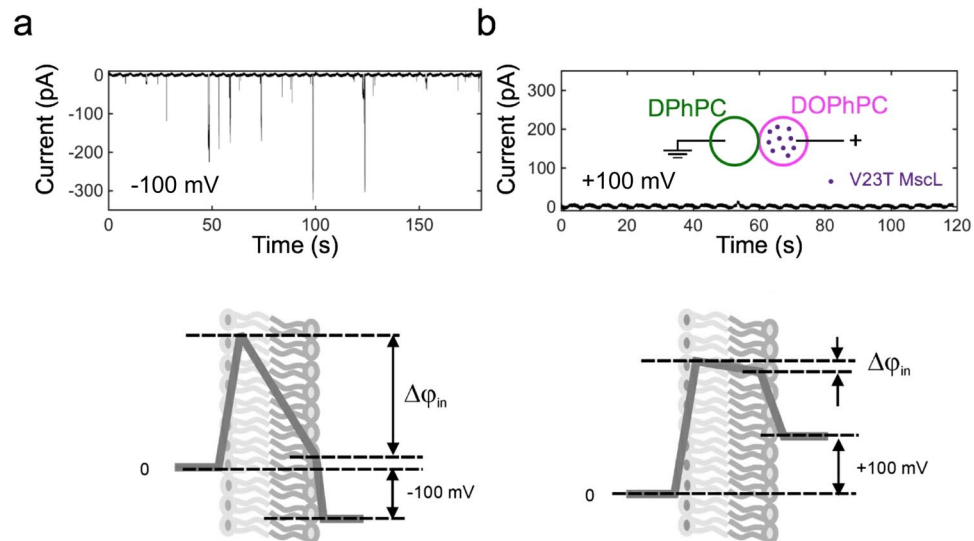 a
0
-100
-200
-300
Current (pA)
-100 mV
0
50
100
150
Time (s)
b
300
200
100
0
Current (pA)
DPhPC
DOPhPC
+
V23T MscL
+100 mV
0
20
40
60
80
100
120
Time (s)
Δφin
0
-100 mV
Δφin
+100 mV
0